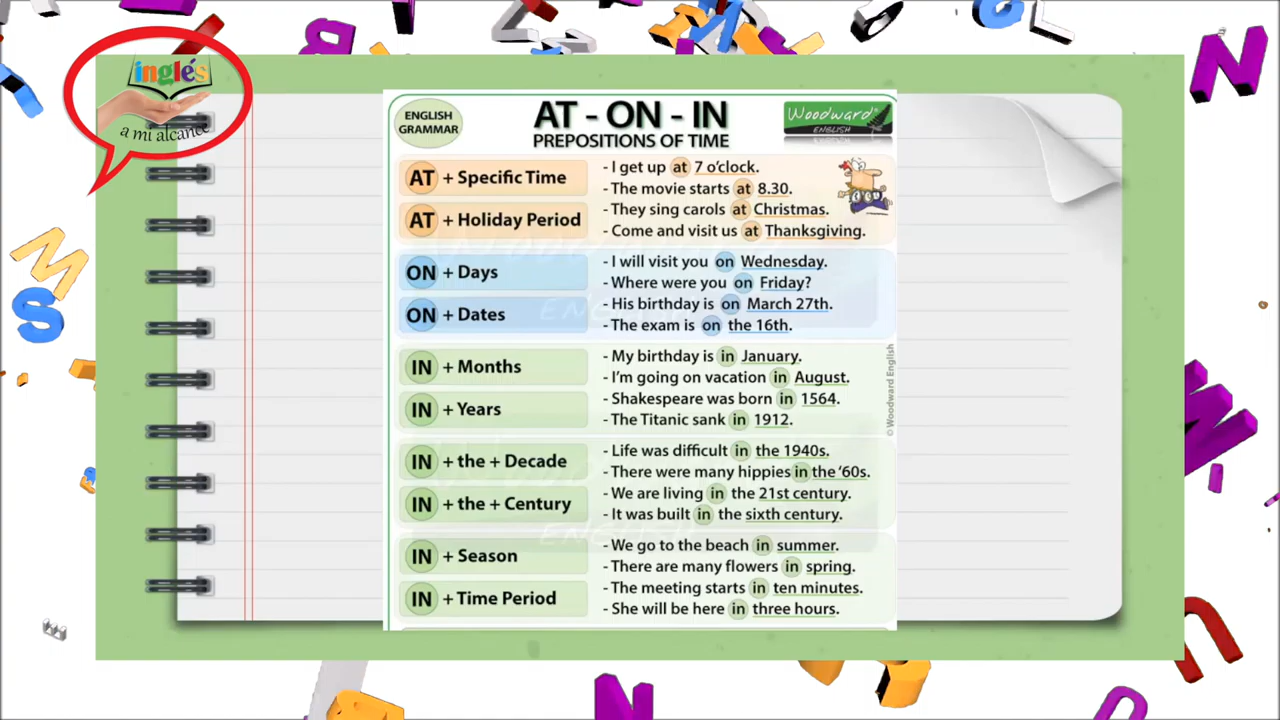 inglés
a mi alcance
ENGLISH
GRAMMAR
AT - ON - IN
PREPOSITIONS OF TIME
Woodward
ENGLISH
AT + Specific Time
- I get up at 7 o'clock.
- The movie starts at 8.30.
AT + Holiday Period
- They sing carols at Christmas.
- Come and visit us at Thanksgiving.
ON + Days
- I will visit you on Wednesday.
- Where were you on Friday?
ON + Dates
- His birthday is on March 27th.
- The exam is on the 16th.
IN + Months
- My birthday is in January.
- I'm going on vacation in August.
IN + Years
- Shakespeare was born in 1564.
- The Titanic sank in 1912.
© Woodward English
IN + the + Decade
- Life was difficult in the 1940s.
- There were many hippies in the '60s.
IN + the + Century
- We are living in the 21st century.
- It was built in the sixth century.
IN + Season
- We go to the beach in summer.
- There are many flowers in spring.
IN + Time Period
- The meeting starts in ten minutes.
- She will be here in three hours.